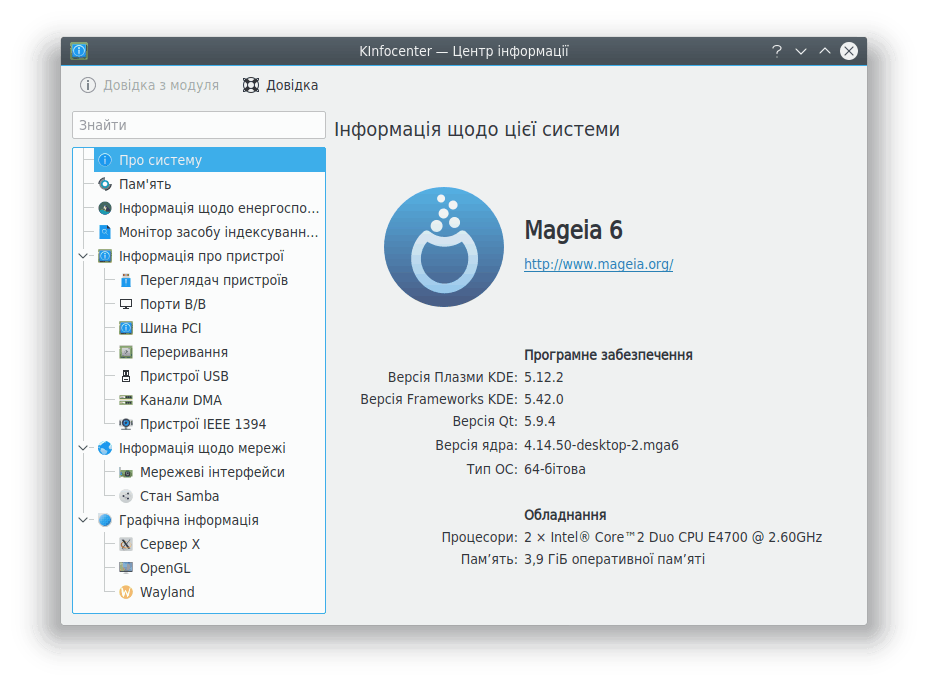 KInfocenter — Центр інформації
Довідка з модуля
Довідка
Знайти
Про систему
Пам'ять
Інформація щодо енергоспо...
Монітор засобу індексуванн...
Інформація про пристрої
Переглядач пристроїв
Порти В/В
Шина PCI
Переривання
Пристрої USB
Канали DMA
Пристрої IEEE 1394
Інформація щодо мережі
Мережеві інтерфейси
Стан Samba
Графічна інформація
Сервер X
OpenGL
Wayland
Інформація щодо цієї системи
Mageia 6
http://www.mageia.org/
Програмне забезпечення
Версія Плазми KDE: 5.12.2
Версія Frameworks KDE: 5.42.0
Версія Qt: 5.9.4
Версія ядра: 4.14.50-desktop-2.mga6
Тип ОС: 64-бітова
Обладнання
Процесори: 2 × Intel® Core™2 Duo CPU E4700 @ 2.60GHz
Пам’ять: 3,9 ГіБ оперативної пам’яті